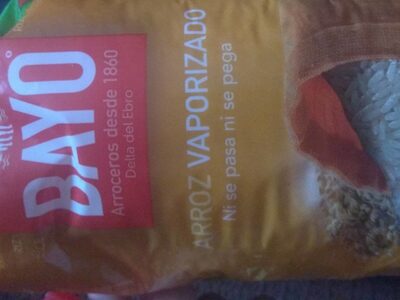 BAYO
Arroceros desde 1860
Delta del Ebro
ARROZ VAPORIZADO
Ni se pasa ni se pega